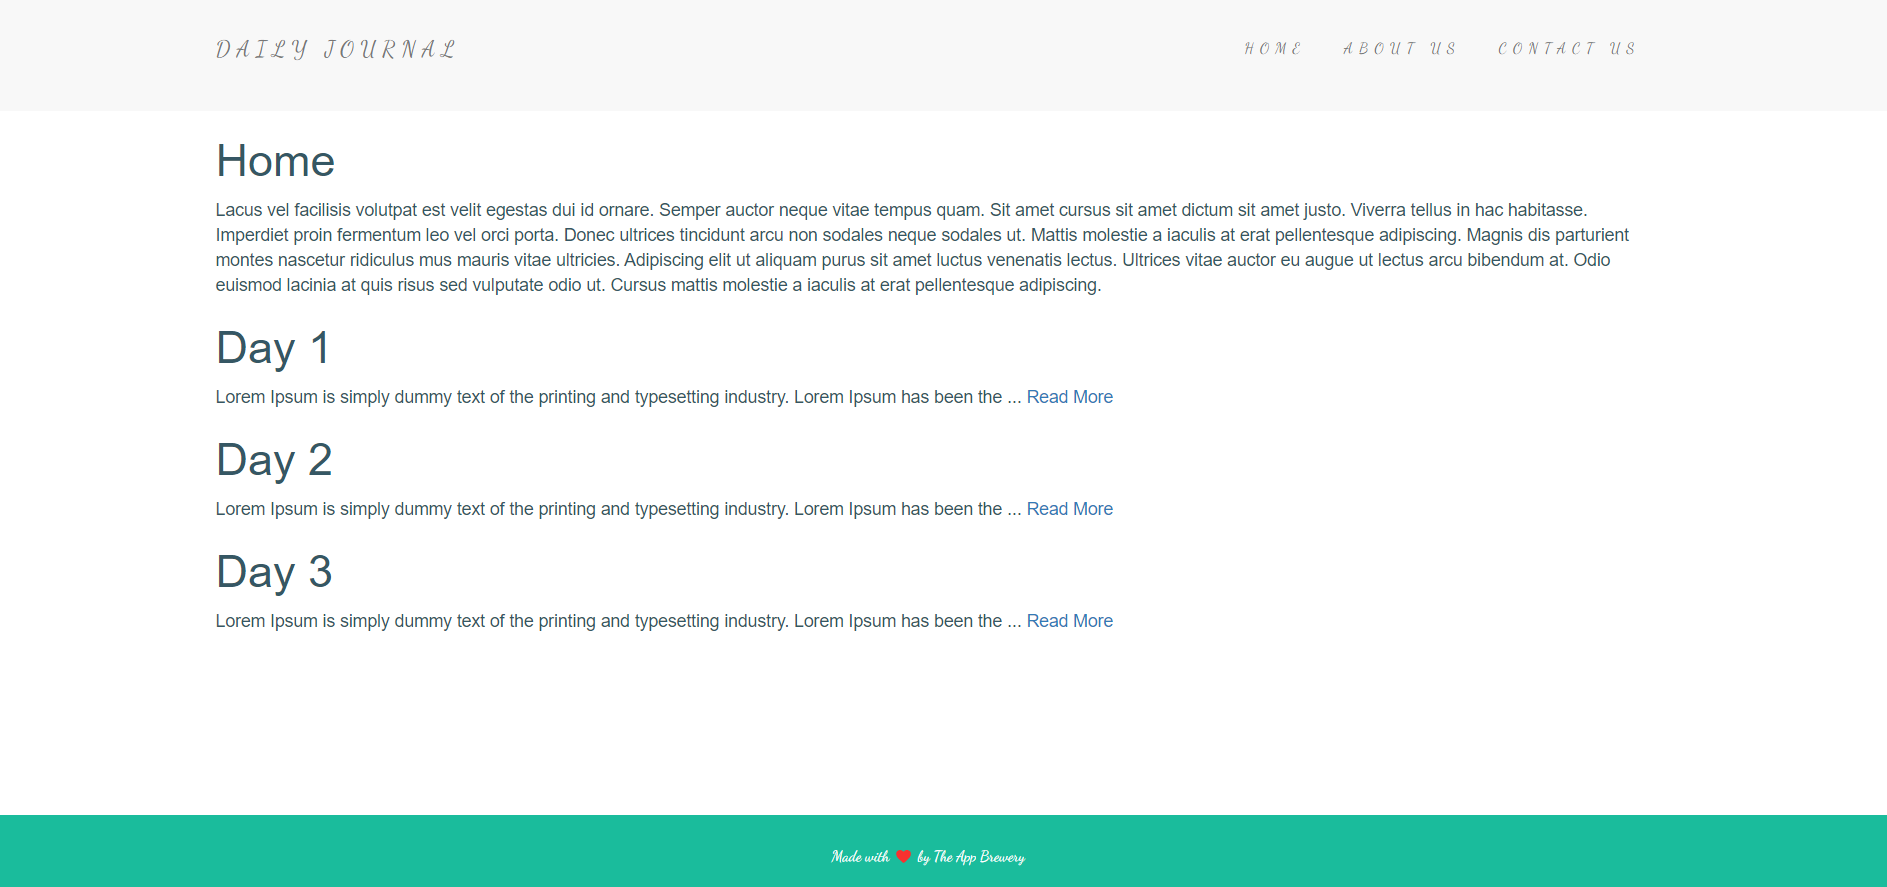 DAILY JOURNAL
HOME ABOUT US CONTACT US
Home
Lacus vel facilisis volutpat est velit egestas dui id ornare. Semper auctor neque vitae tempus quam. Sit amet cursus sit amet dictum sit amet justo. Viverra tellus in hac habitasse.
Imperdiet proin fermentum leo vel orci porta. Donec ultrices tincidunt arcu non sodales neque sodales ut. Mattis molestie a iaculis at erat pellentesque adipiscing. Magnis dis parturient
montes nascetur ridiculus mus mauris vitae ultricies. Adipiscing elit ut aliquam purus sit amet luctus venenatis lectus. Ultrices vitae auctor eu augue ut lectus arcu bibendum at. Odio
euismod lacinia at quis risus sed vulputate odio ut. Cursus mattis molestie a iaculis at erat pellentesque adipiscing.
Day 1
Lorem Ipsum is simply dummy text of the printing and typesetting industry. Lorem Ipsum has been the ... Read More
Day 2
Lorem Ipsum is simply dummy text of the printing and typesetting industry. Lorem Ipsum has been the ... Read More
Day 3
Lorem Ipsum is simply dummy text of the printing and typesetting industry. Lorem Ipsum has been the ... Read More
Made with ❤️ by The App Brewery